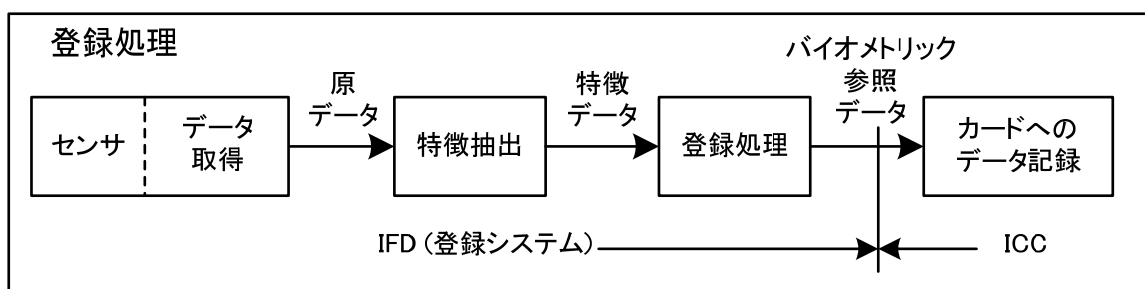 登録処理
センサ
データ
取得
原
データ
特徴抽出
特徴
データ
登録処理
バイオメトリック
参照
データ
カードへの
データ記録
IFD（登録システム）
ICC